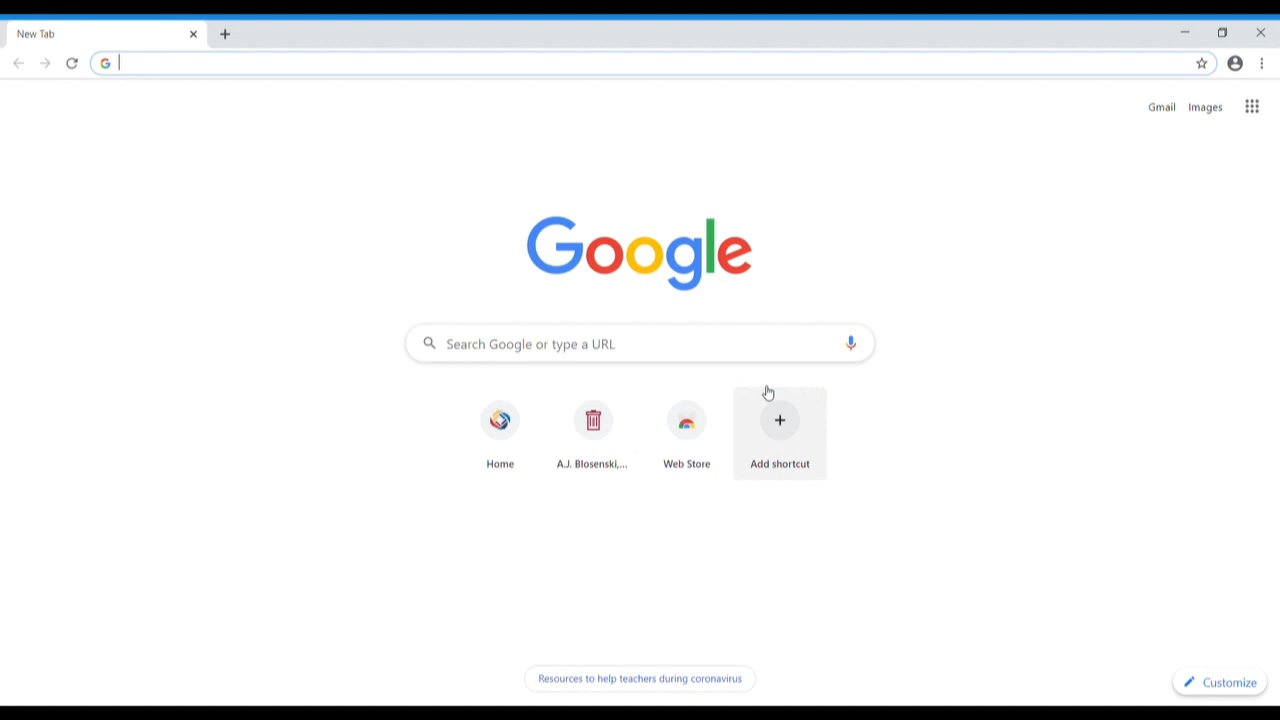 New Tab
Gmail Images
Google
Search Google or type a URL
Home A.J. Blosenski,... Web Store Add shortcut
Resources to help teachers during coronavirus
Customize